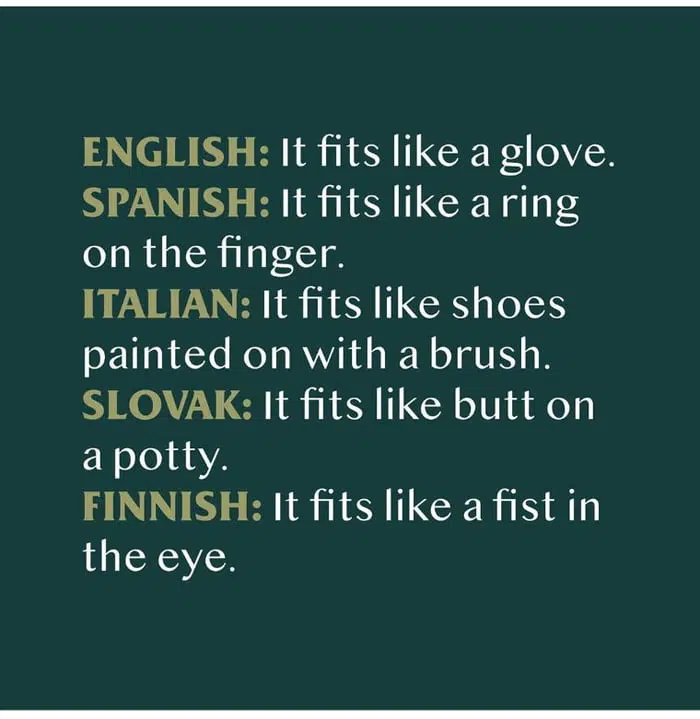 ENGLISH: It fits like a glove.
SPANISH: It fits like a ring
on the finger.
ITALIAN: It fits like shoes
painted on with a brush.
SLOVAK: It fits like butt on
a potty.
FINNISH: It fits like a fist in
the eye.